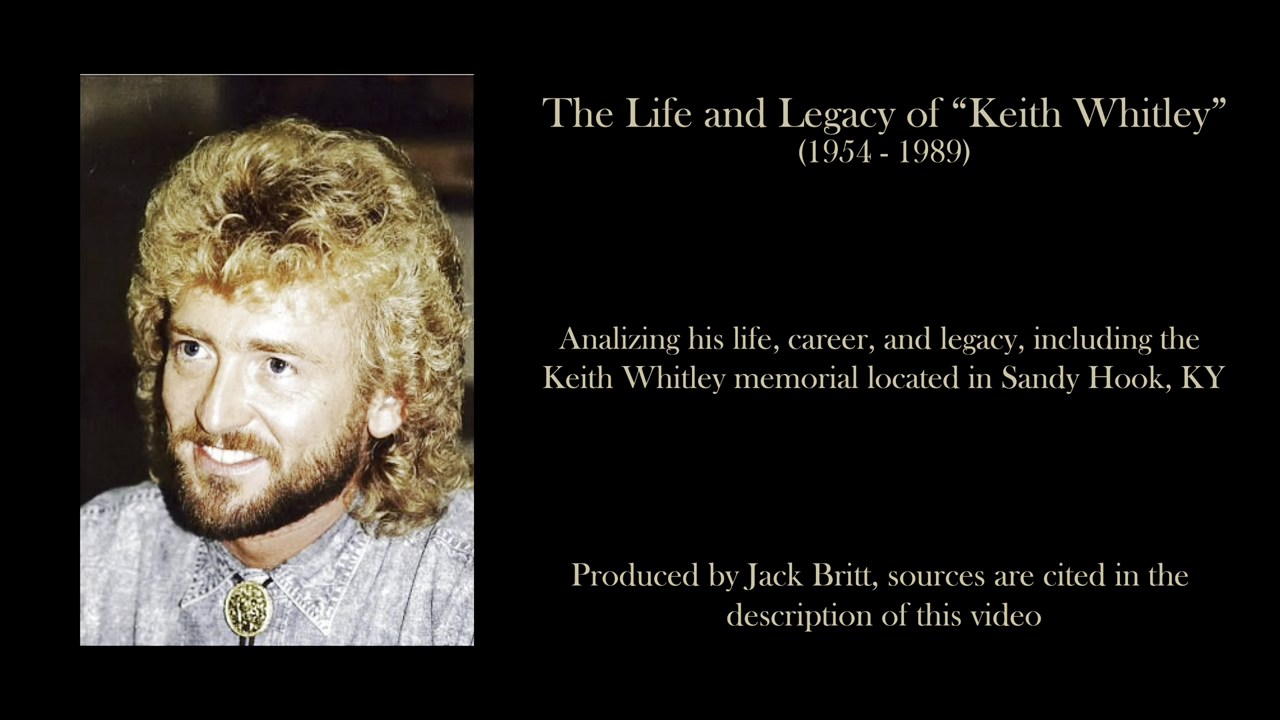 The Life and Legacy of “Keith Whitley”
(1954 - 1989)
Analizing his life, career, and legacy, including the
Keith Whitley memorial located in Sandy Hook, KY
Produced by Jack Britt, sources are cited in the
description of this video